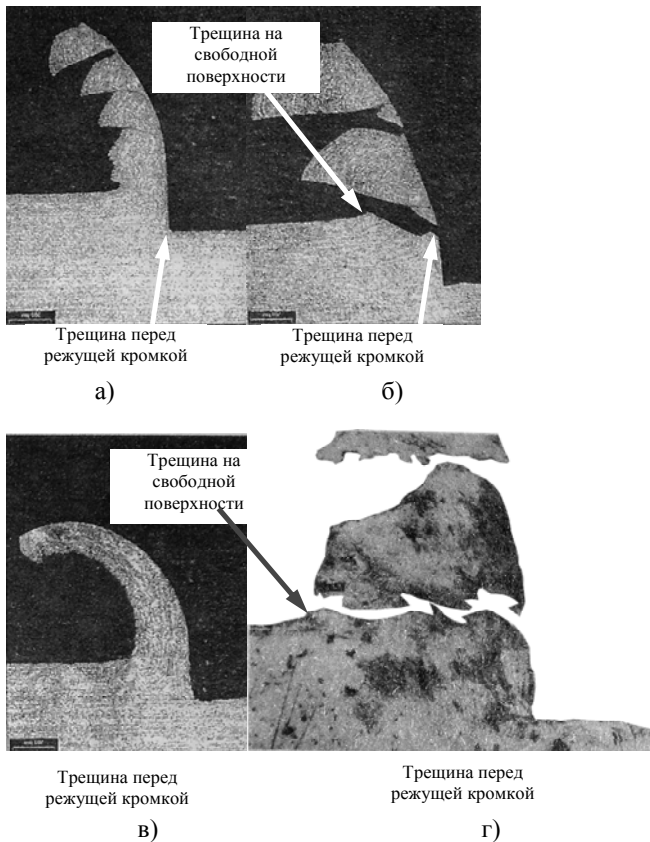 Трещина на
свободной
поверхности
Трещина перед
режущей кромкой
Трещина перед
режущей кромкой
а)
б)
Трещина на
свободной
поверхности
Трещина перед
режущей кромкой
Трещина перед
режущей кромкой
в)
г)